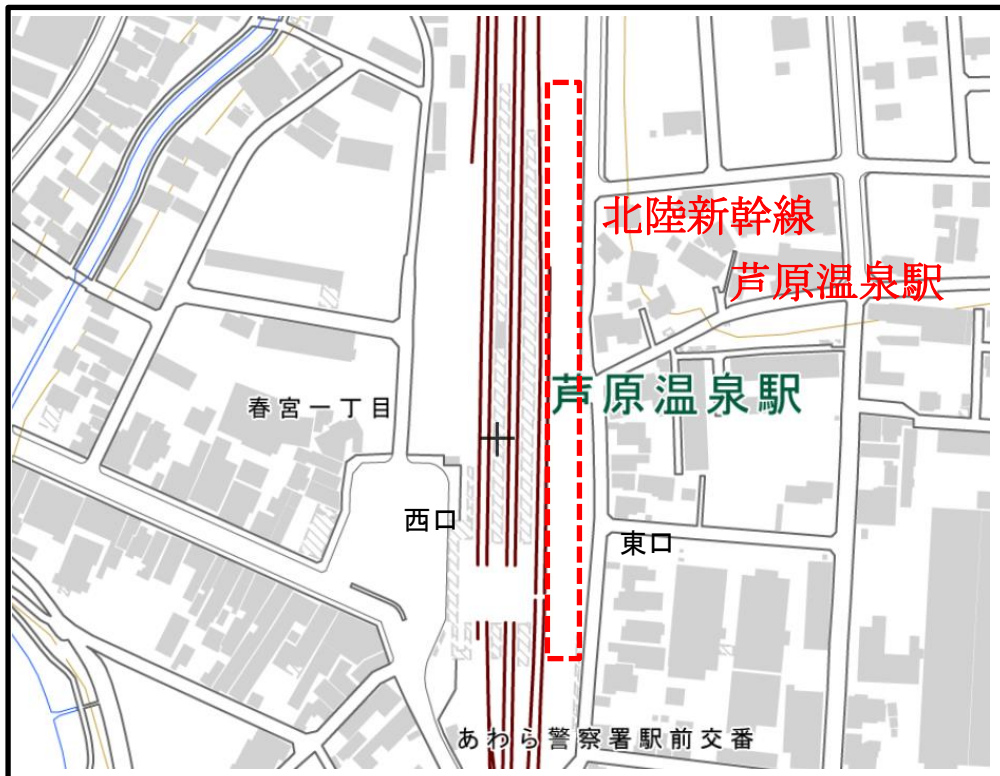 北陸新幹線
芦原温泉駅
芦原温泉駅
春宮一丁目
西口
東口
あわら警察署駅前交番